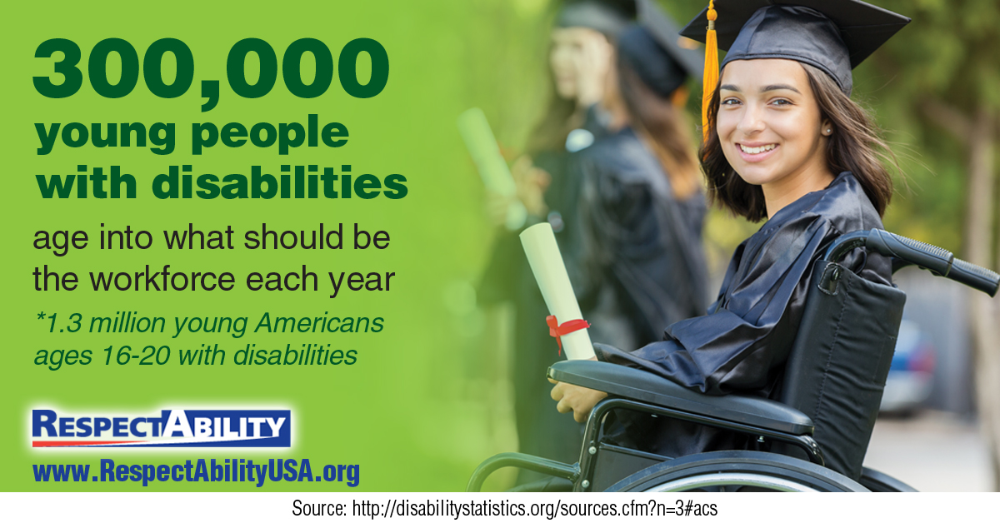 300,000
young people
with disabilities
age into what should be
the workforce each year
*1.3 million young Americans
ages 16-20 with disabilities
RESPECTABILITY
www.RespectAbilityUSA.org
Source: http://disabilitystatistics.org/sources.cfm?n=3#acs